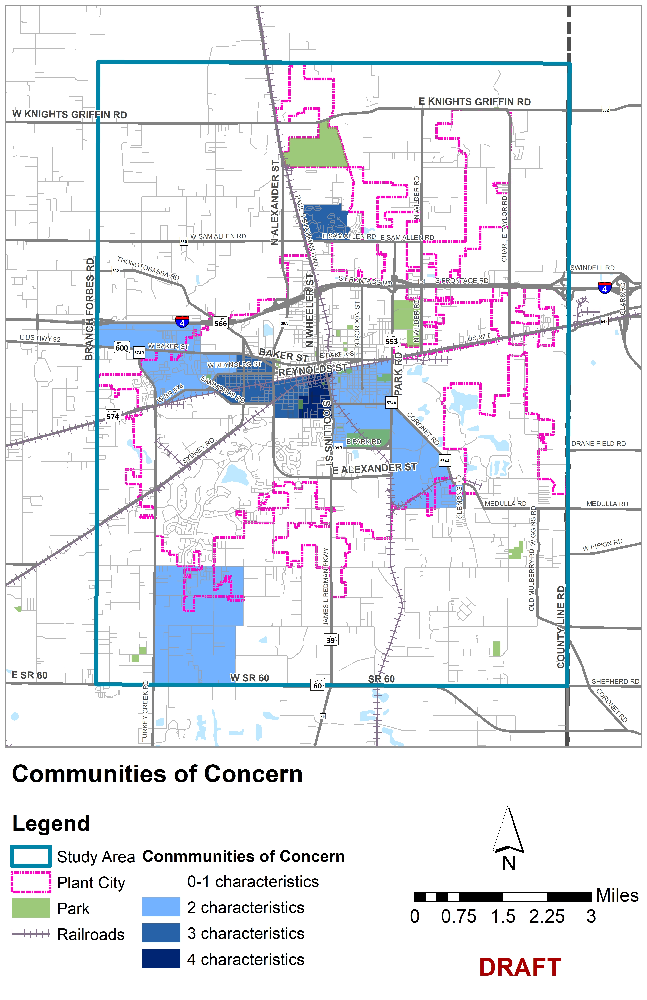 E KNIGHTS GRIFFIN RD
582
W KNIGHTS GRIFFIN RD
N ALEXANDER ST
PAUL S BUCHMAN HWY
N WILDER RD
CHARLIE TAYLOR RD
W SAM ALLEN RD
580
E SAM ALLEN RD
E SAM ALLEN RD
THONOTOSASSA RD
582
BRANCH FORBES RD
SWINDELL RD
S FRONTAGE RD
I-4
S FRONTAGE RD
4
CLARK RD
N WHEELER ST
N GORDON ST
N WILDER RD
4
566
39A
542
E US HWY 92
600
574B
W BAKER ST
553
US-92 E
BAKER ST
E BAKER ST
W REYNOLDS ST
REYNOLDS ST
PARK RD
SAMMONDS RD
W SR 574
574
574A
S COLLINS ST
CORONET RD
SYDNEY RD
E PARK RD
39B
DRANE FIELD RD
574A
E ALEXANDER ST
CLEMONS RD
MEDULLA RD
MEDULLA RD
OLD MULBERRY RD-WIGGINS RD
W PIPKIN RD
JAMES L REDMAN PKWY
COUNTY LINE RD
39
E SR 60
W SR 60
60
SR 60
SHEPHERD RD
TURKEY CREEK RD
39
CORONET RD
Communities of Concern
Legend
Study Area
Plant City
Park
Railroads
Conmmunities of Concern
0-1 characteristics
2 characteristics
3 characteristics
4 characteristics
N
Miles
0 0.75 1.5 2.25 3
DRAFT